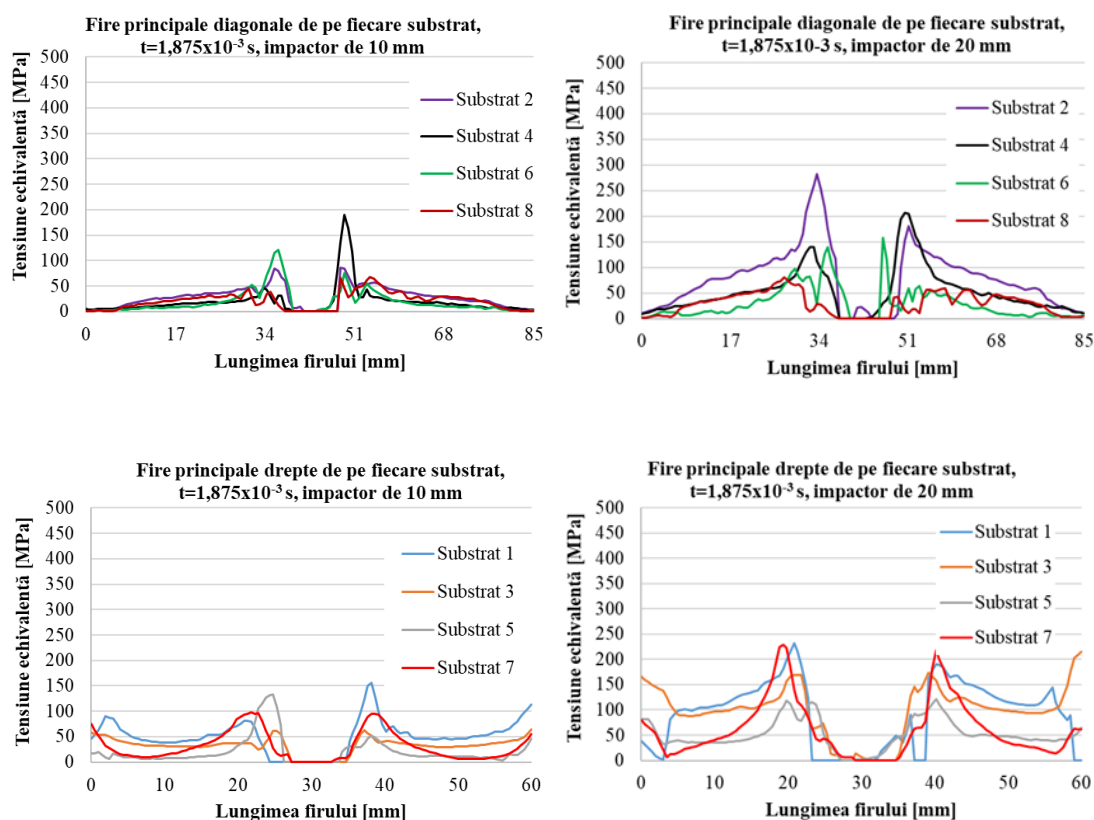 Fire principale diagonale de pe fiecare substrat,
t=1,875x10⁻³ s, impactor de 10 mm
Tensiune echivalentă [MPa]
500
450
400
350
300
250
200
150
100
50
0
Substrat 2
Substrat 4
Substrat 6
Substrat 8
0 17 34 51 68 85
Lungimea firului [mm]
Fire principale diagonale de pe fiecare substrat,
t=1,875x10-3 s, impactor de 20 mm
Tensiune echivalentă [MPa]
500
450
400
350
300
250
200
150
100
50
0
Substrat 2
Substrat 4
Substrat 6
Substrat 8
0 17 34 51 68 85
Lungimea firului [mm]
Fire principale drepte de pe fiecare substrat,
t=1,875x10⁻³ s, impactor de 10 mm
Tensiune echivalentă [MPa]
500
450
400
350
300
250
200
150
100
50
0
Substrat 1
Substrat 3
Substrat 5
Substrat 7
0 10 20 30 40 50 60
Lungimea firului [mm]
Fire principale drepte de pe fiecare substrat,
t=1,875x10⁻³ s, impactor de 20 mm
Tensiune echivalentă [MPa]
500
450
400
350
300
250
200
150
100
50
0
Substrat 1
Substrat 3
Substrat 5
Substrat 7
0 10 20 30 40 50 60
Lungimea firului [mm]